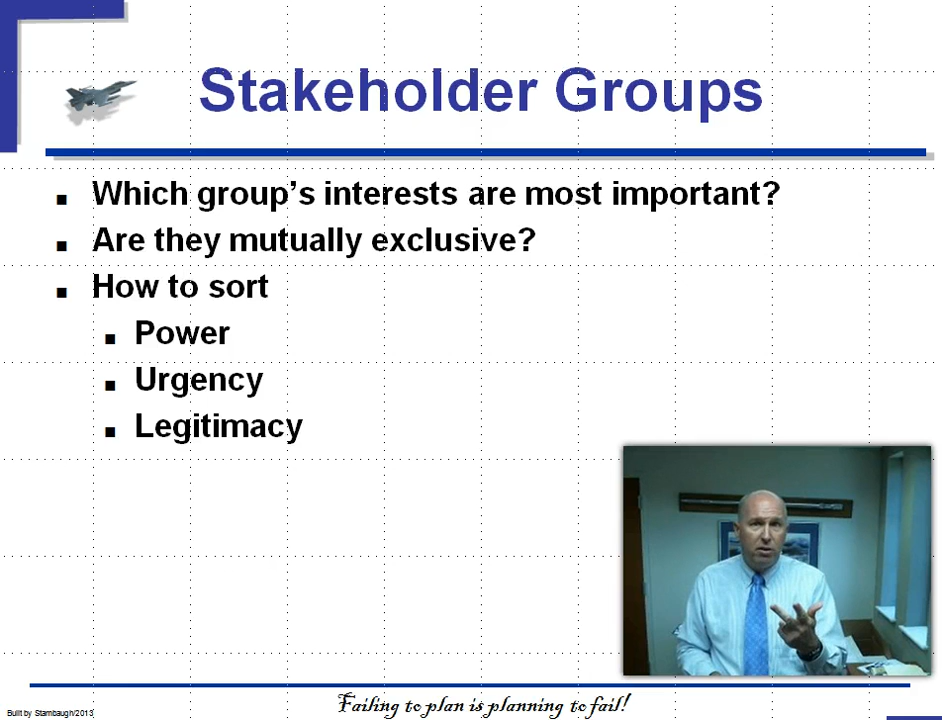 Stakeholder Groups
Which group's interests are most important?
Are they mutually exclusive?
How to sort
Power
Urgency
Legitimacy
Failing to plan is planning to fail!
Built by Stambaugh/2013